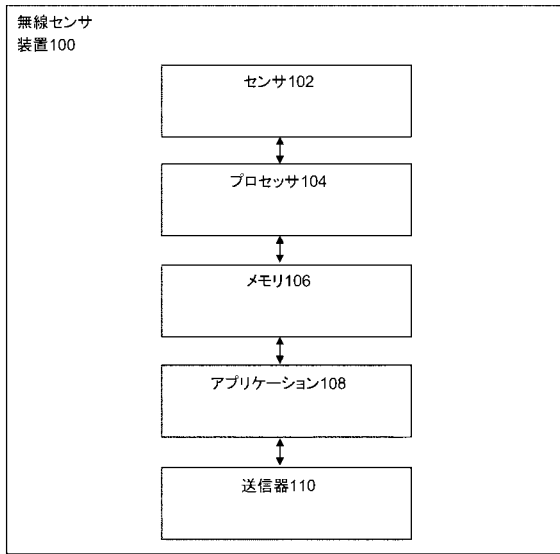 無線センサ
装置100
センサ102
プロセッサ104
メモリ106
アプリケーション108
送信器110